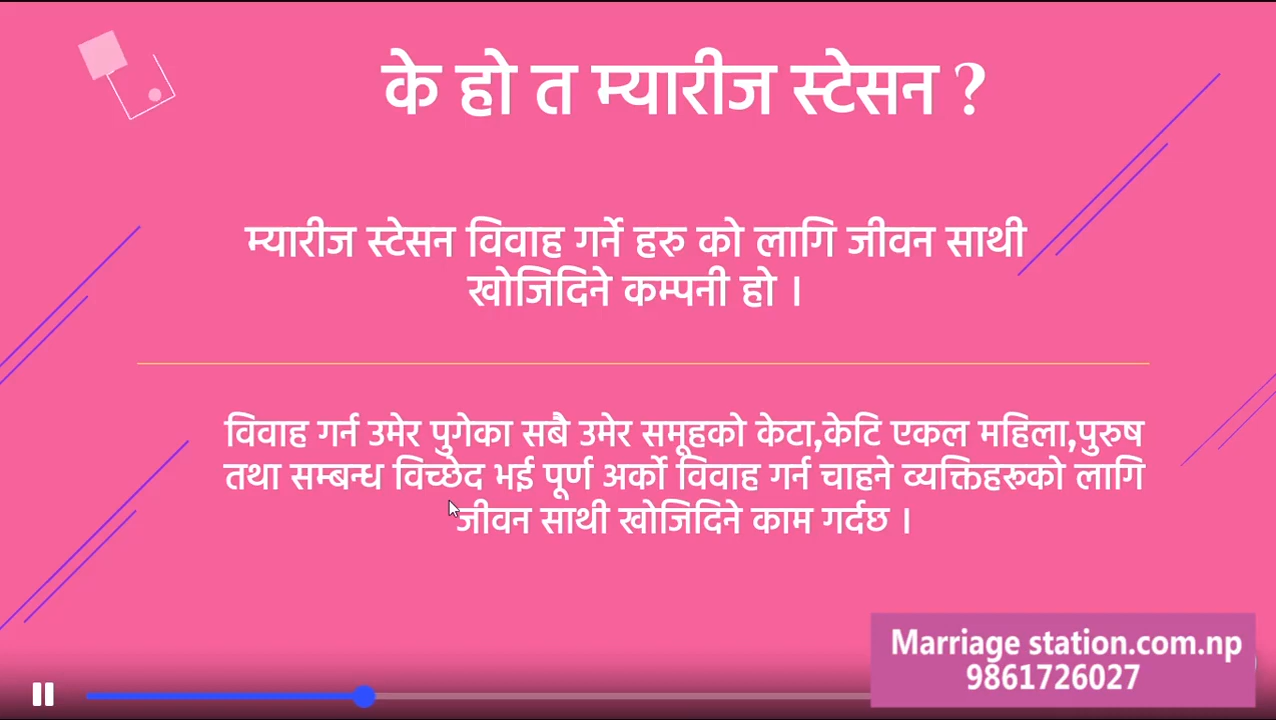 के हो त म्यारीज स्टेसन ?
म्यारीज स्टेसन विवाह गर्ने हरु को लागि जीवन साथी
खोजिदिने कम्पनी हो ।
विवाह गर्न उमेर पुगेका सबै उमेर समूहको केटा,केटि एकल महिला,पुरुष
तथा सम्बन्ध विच्छेद भई पूर्ण अर्को विवाह गर्न चाहने व्यक्तिहरूको लागि
जीवन साथी खोजिदिने काम गर्दछ ।
Marriage station.com.np
9861726027